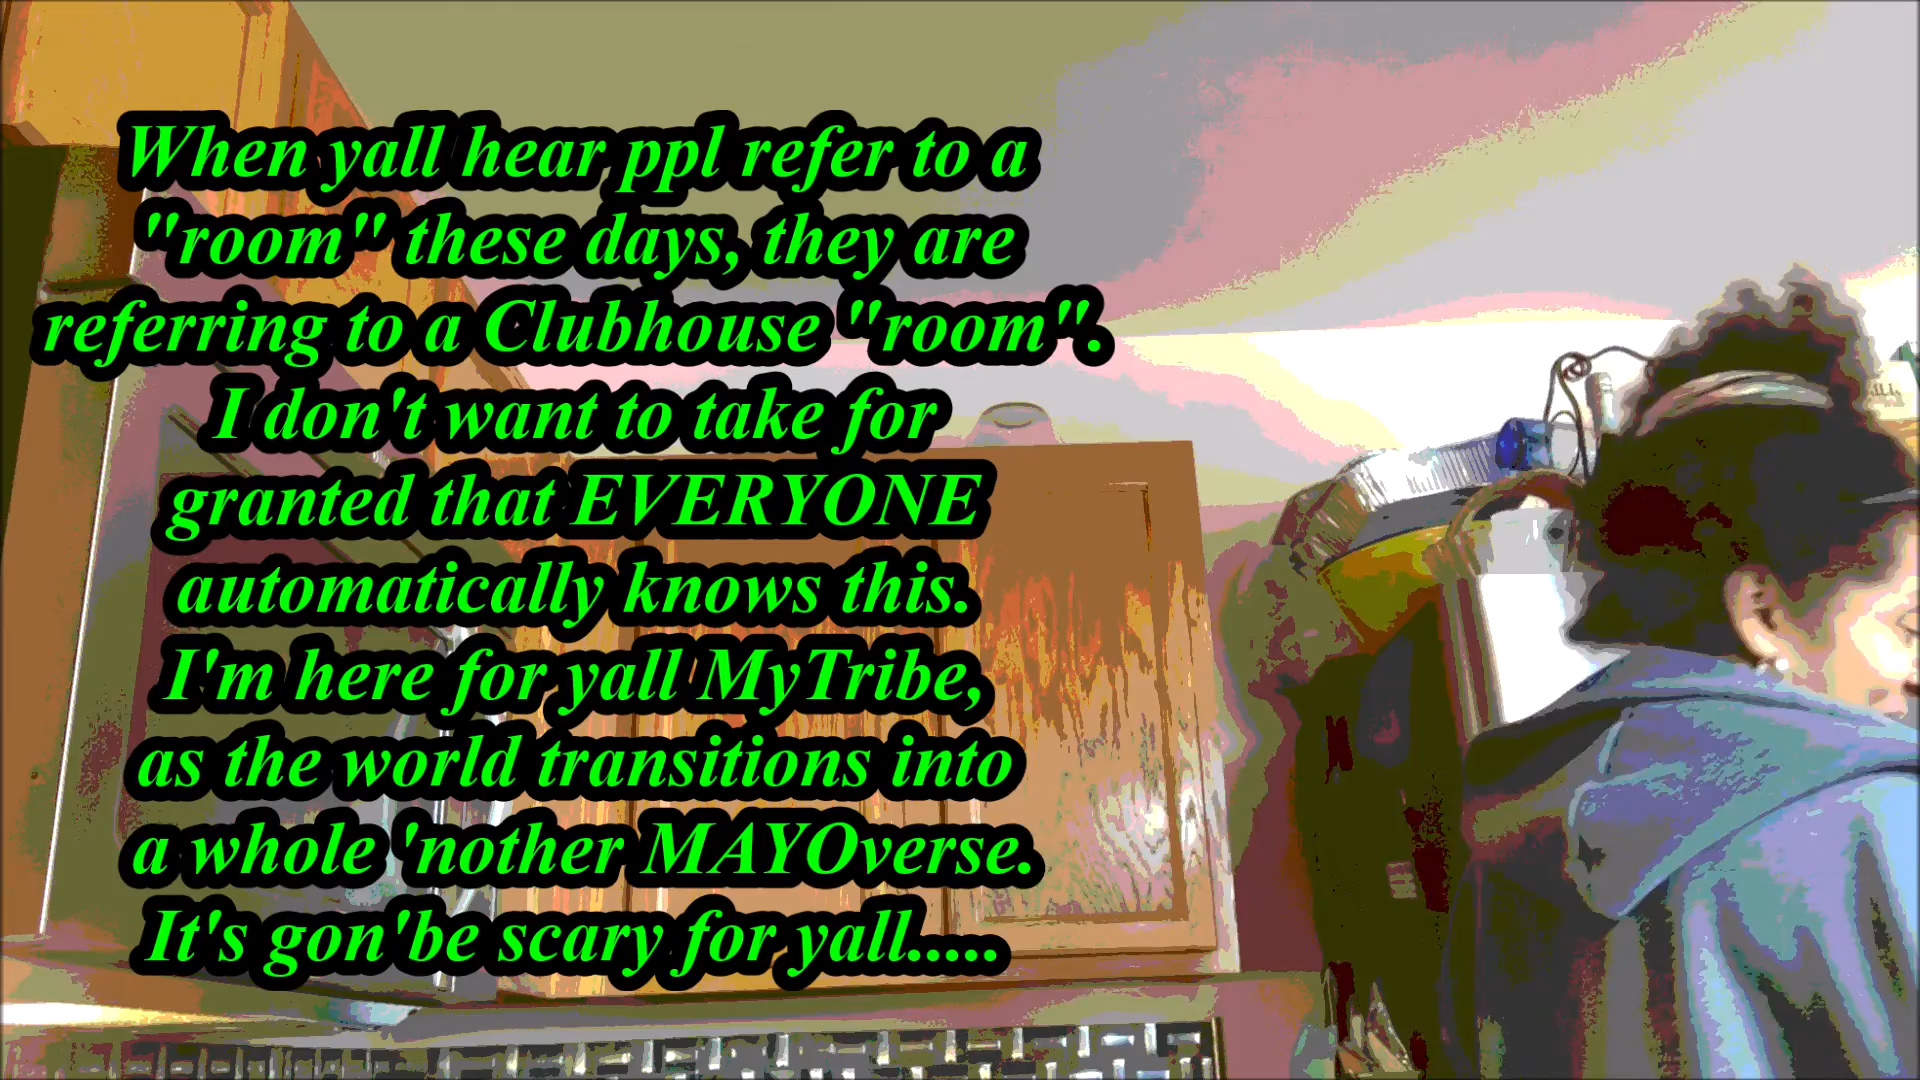 When yall hear ppl refer to a
"room" these days, they are
referring to a Clubhouse "room".
I don't want to take for
granted that EVERYONE
automatically knows this.
I'm here for yall MyTribe,
as the world transitions into
a whole 'nother MAYOverse.
It's gon'be scary for yall.....